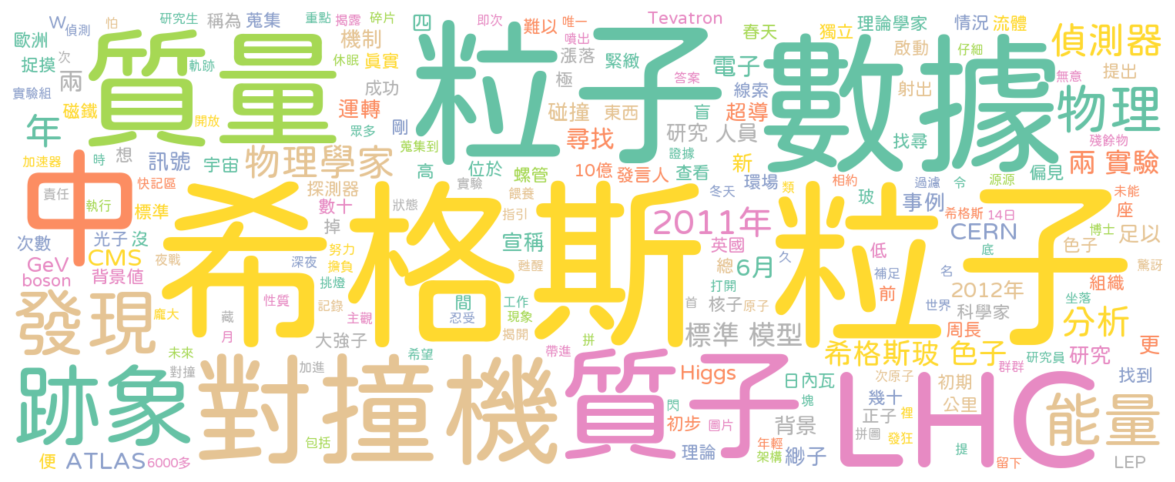 W 偵測 研究生 稱為 蒐集 重點 揭露 碎片 四 即次 難以 唯一 Tevatron 春天 獨立 理論學家 情況 流體 怕
歐洲 次 機制 噴出 漲落 緊緻 電子 啟動 仔細 偵測器
捉摸 兩 軌跡 休眠 真實 極 線索 射出 無意 提出
實驗組 磁鐵 成功 答案
質量 粒子 數據 物理
年 開放 運轉 眾多 剛 碰撞 東西 盲 超導 殘餘物
加速器 時 想 訊號 宇宙 蒐集到 尋找 研究 人員 證據 找尋 兩 實驗
物理學家 高 位於 螺管 10億 發言人 查看 新 偏見
中 責任 快記區 執行 探測器 實驗 餵養 冬天 環場 類 玻 過濾 令 源源 相約 未能
標準 數十 狀態 指引 2011年 事例 希格斯 14日 座
希格斯 粒子
次數 光子 沒 掉 宣稱 英國 低 CERN 博士 足以
GeV CMS 夜戰 深夜 努力 擔負 甦醒 總 6月 久 補足 底 色子 驚訝
boson 背景值 性質 挑燈 間 打開 名 前 組織
發現 龐大 藏 記錄 工作 首 核子 原子 世界 2012年 坐落
月 主觀 忍受 現象 揭開 拼 標準 模型 科學家 周長 分析
未來 大強子 希望 帶進 希格斯玻 色子 更
對撞 加進 研究員 研究 群群
跡象 對撞機 質子 Higgs 日內瓦 次原子 初期 找到
LHC 能量
閃 塊 幾十 公里
初步 圖片 背景 正子 裡
包括 年輕 拼圖 發狂
便 ATLAS 6000多 架構 理論 緲子 提 留下 LEP